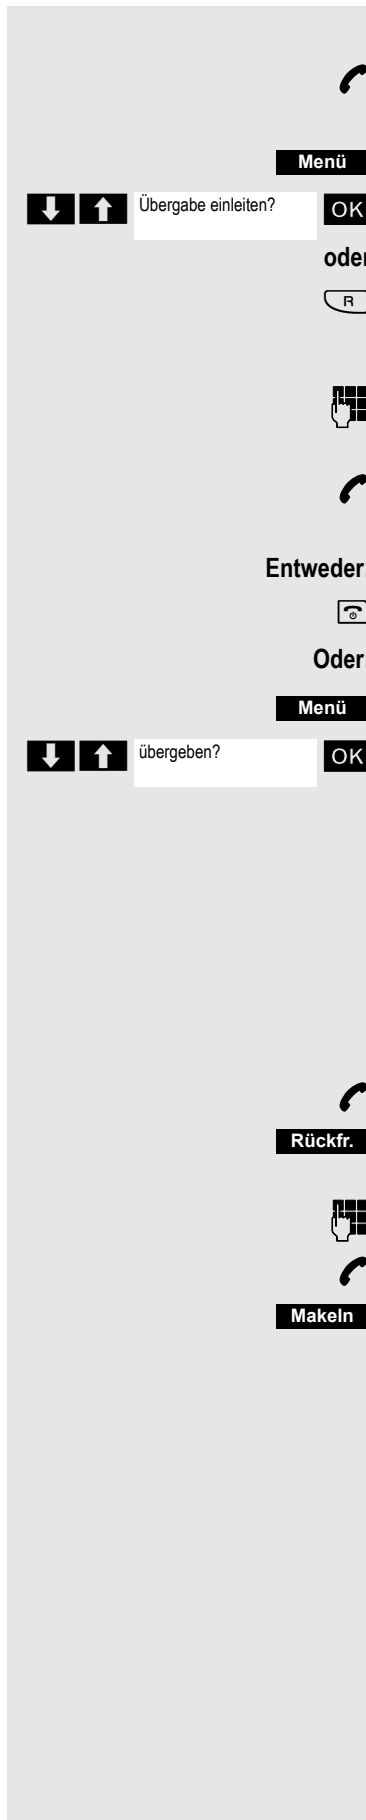 Menü
Übergabe einleiten? OK
oder
R
Entweder:
Oder:
Menü
übergeben? OK
Rückfr.
Makeln